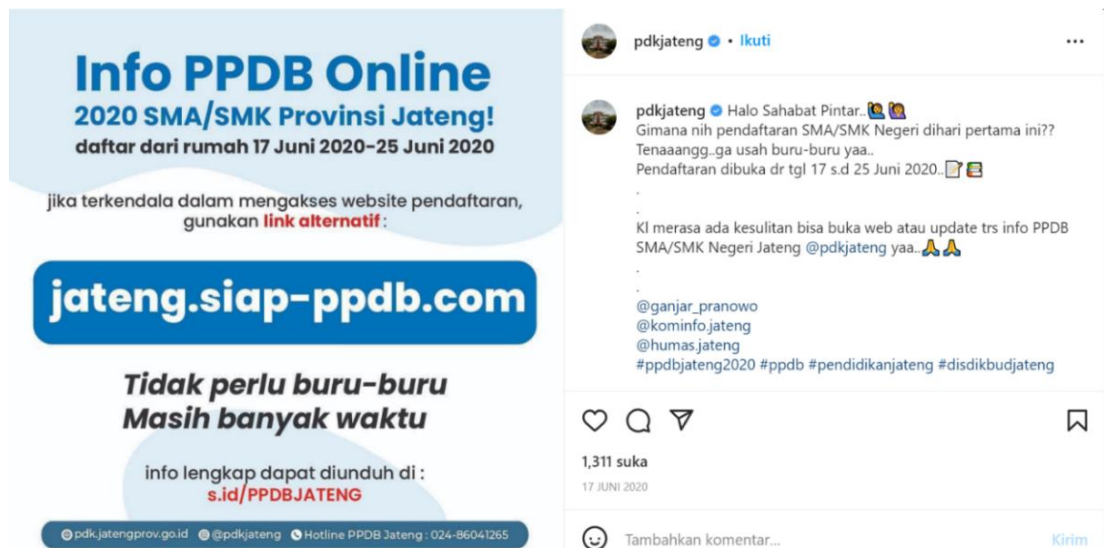 Info PPDB Online
2020 SMA/SMK Provinsi Jateng!
daftar dari rumah 17 Juni 2020-25 Juni 2020
jika terkendala dalam mengakses website pendaftaran,
gunakan link alternatif :
jateng.siap-ppdb.com
Tidak perlu buru-buru
Masih banyak waktu
info lengkap dapat diunduh di :
s.id/PPDBJATENG
pdk.jatengprov.go.id @pdkjateng Hotline PPDB Jateng : 024-86041265
pdkjateng • Ikuti
pdkjateng Halo Sahabat Pintar..🙋🙋
Gimana nih pendaftaran SMA/SMK Negeri dihari pertama ini??
Tenaaangg..ga usah buru-buru yaa..
Pendaftaran dibuka dr tgl 17 s.d 25 Juni 2020..📝📚
.
.
Kl merasa ada kesulitan bisa buka web atau update trs info PPDB
SMA/SMK Negeri Jateng @pdkjateng yaa..🙏🙏
.
.
@ganjar_pranowo
@kominfo.jateng
@humas.jateng
#ppdbjateng2020 #ppdb #pendidikanjateng #disdikbudjateng
1,311 suka
17 JUNI 2020
Tambahkan komentar... Kirim